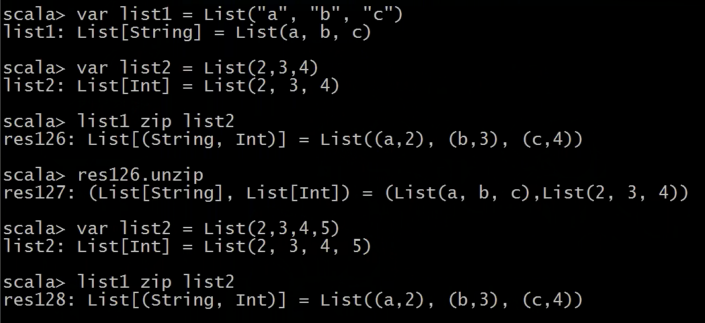 scala> var list1 = List("a", "b", "c")
list1: List[String] = List(a, b, c)
scala> var list2 = List(2,3,4)
list2: List[Int] = List(2, 3, 4)
scala> list1 zip list2
res126: List[(String, Int)] = List((a,2), (b,3), (c,4))
scala> res126.unzip
res127: (List[String], List[Int]) = (List(a, b, c),List(2, 3, 4))
scala> var list2 = List(2,3,4,5)
list2: List[Int] = List(2, 3, 4, 5)
scala> list1 zip list2
res128: List[(String, Int)] = List((a,2), (b,3), (c,4))